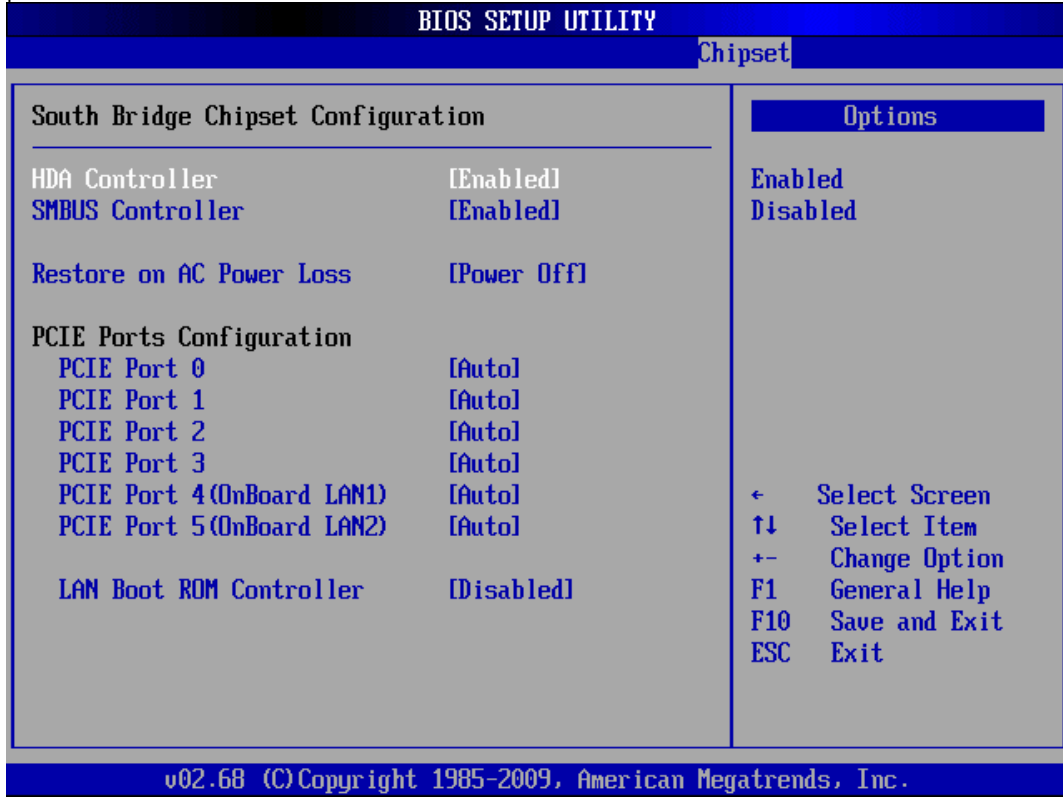 BIOS SETUP UTILITY
Chipset
South Bridge Chipset Configuration
HDA Controller [Enabled]
SMBUS Controller [Enabled]
Restore on AC Power Loss [Power Off]
PCIE Ports Configuration
PCIE Port 0 [Auto]
PCIE Port 1 [Auto]
PCIE Port 2 [Auto]
PCIE Port 3 [Auto]
PCIE Port 4(OnBoard LAN1) [Auto]
PCIE Port 5(OnBoard LAN2) [Auto]
LAN Boot ROM Controller [Disabled]
Options
Enabled
Disabled
← Select Screen
↑↓ Select Item
+- Change Option
F1 General Help
F10 Save and Exit
ESC Exit
v02.68 (C)Copyright 1985-2009, American Megatrends, Inc.